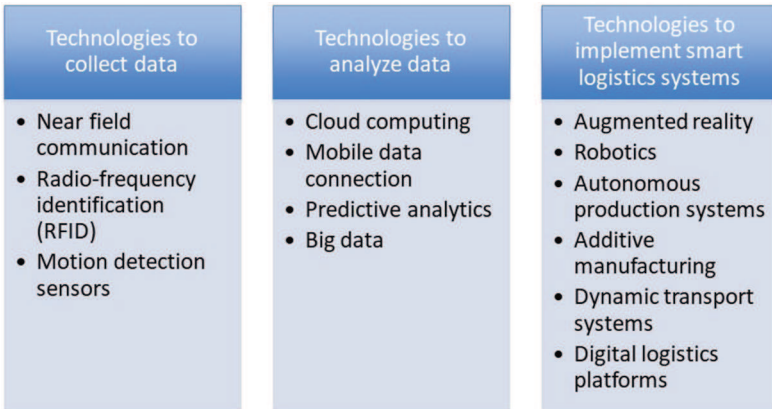 Technologies to
collect data
• Near field
communication
• Radio-frequency
identification
(RFID)
• Motion detection
sensors
Technologies to
analyze data
• Cloud computing
• Mobile data
connection
• Predictive analytics
• Big data
Technologies to
implement smart
logistics systems
• Augmented reality
• Robotics
• Autonomous
production systems
• Additive
manufacturing
• Dynamic transport
systems
• Digital logistics
platforms